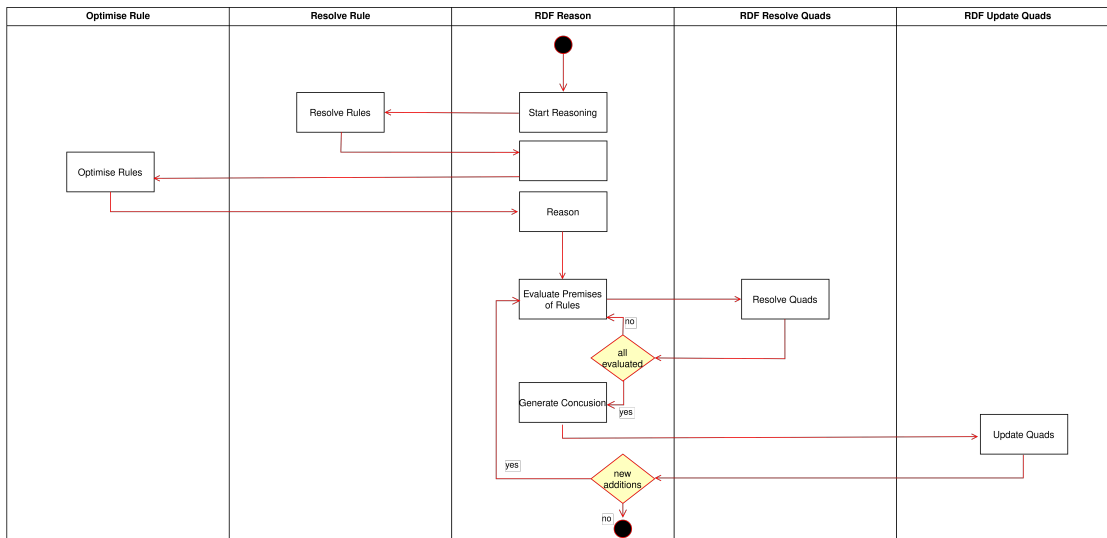 Optimise Rule
Resolve Rule
RDF Reason
RDF Resolve Quads
RDF Update Quads
Resolve Rules
Start Reasoning
Optimise Rules
Reason
Evaluate Premises
of Rules
Resolve Quads
no
all
evaluated
Generate Concusion
yes
Update Quads
yes
new
additions
no